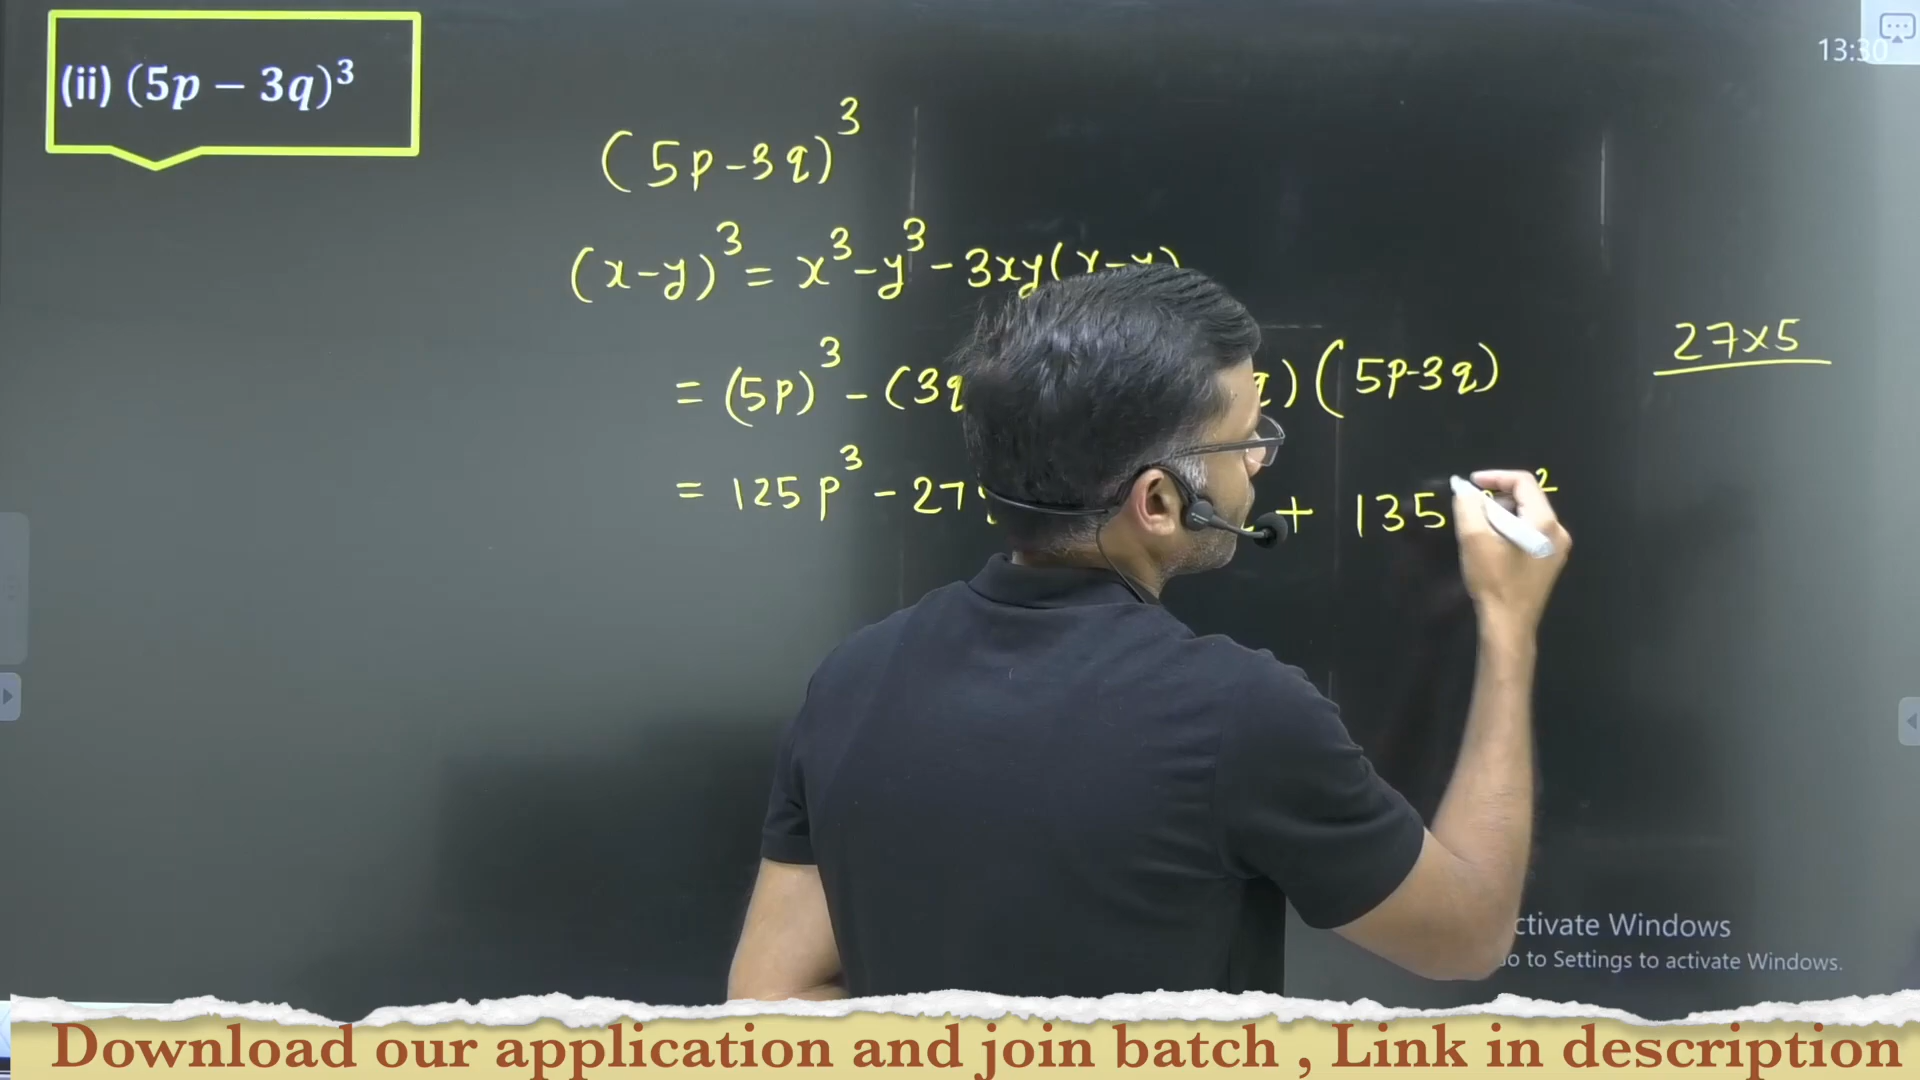 (ii) (5p − 3q)³
13:30
(5p-3q)³
(x-y)³ = x³-y³-3xy(x-y)
= (5p)³ - (3q )(5p-3q)
27×5
= 125p³ - 27 + 135 ²
ctivate Windows
o to Settings to activate Windows.
Download our application and join batch , Link in description